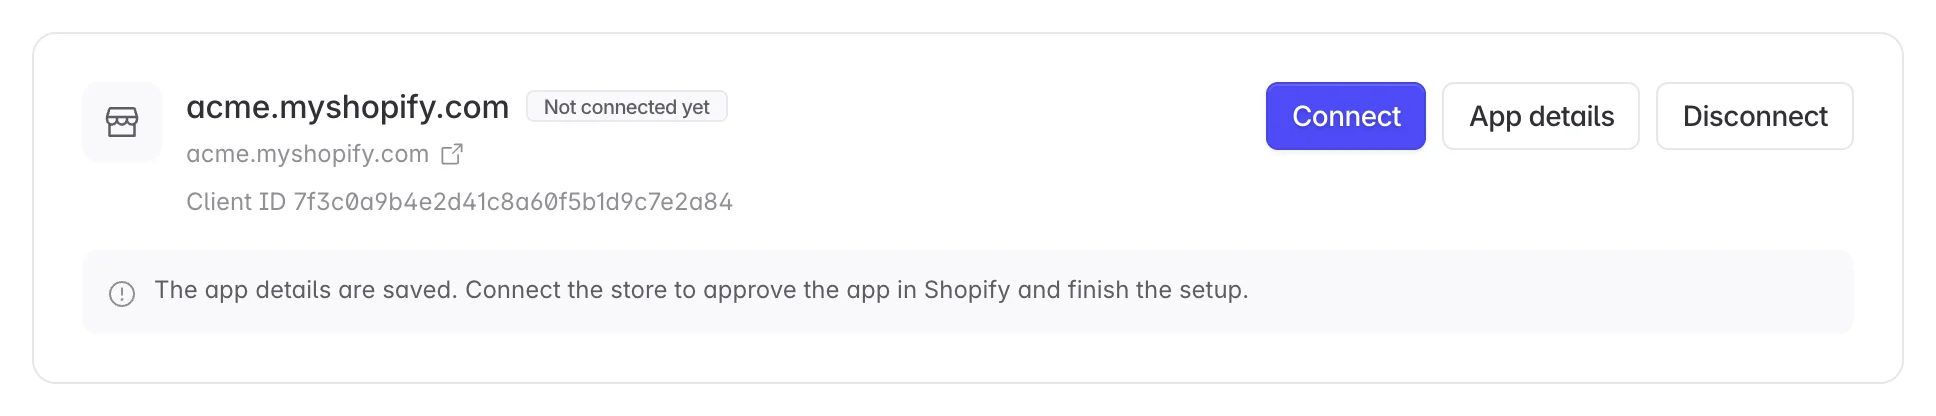 acme.myshopify.com Not connected yet
acme.myshopify.com
Client ID 7f3c0a9b4e2d41c8a60f5b1d9c7e2a84
Connect App details Disconnect
The app details are saved. Connect the store to approve the app in Shopify and finish the setup.